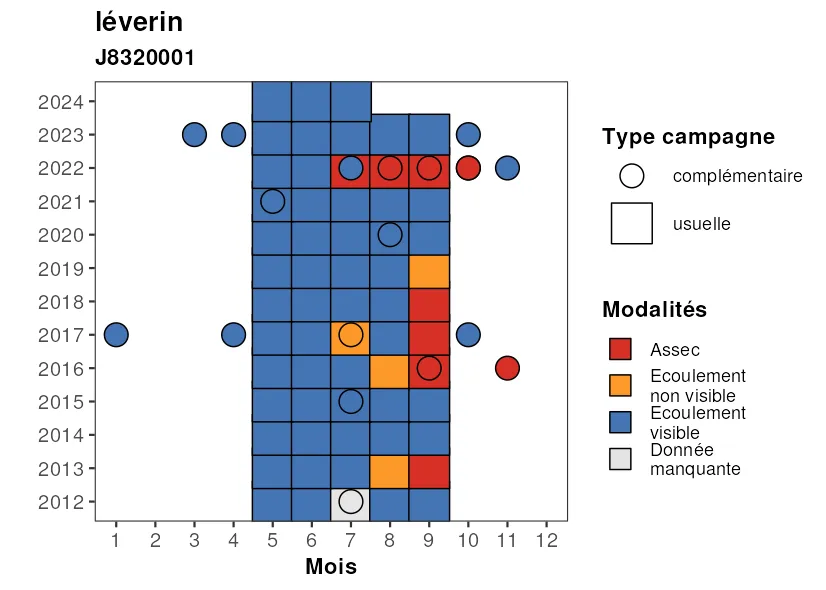 léverin
J8320001
2024
2023
2022
2021
2020
2019
2018
2017
2016
2015
2014
2013
2012
1 2 3 4 5 6 7 8 9 10 11 12
Mois
Type campagne
complémentaire
usuelle
Modalités
Assec
Ecoulement
non visible
Ecoulement
visible
Donnée
manquante